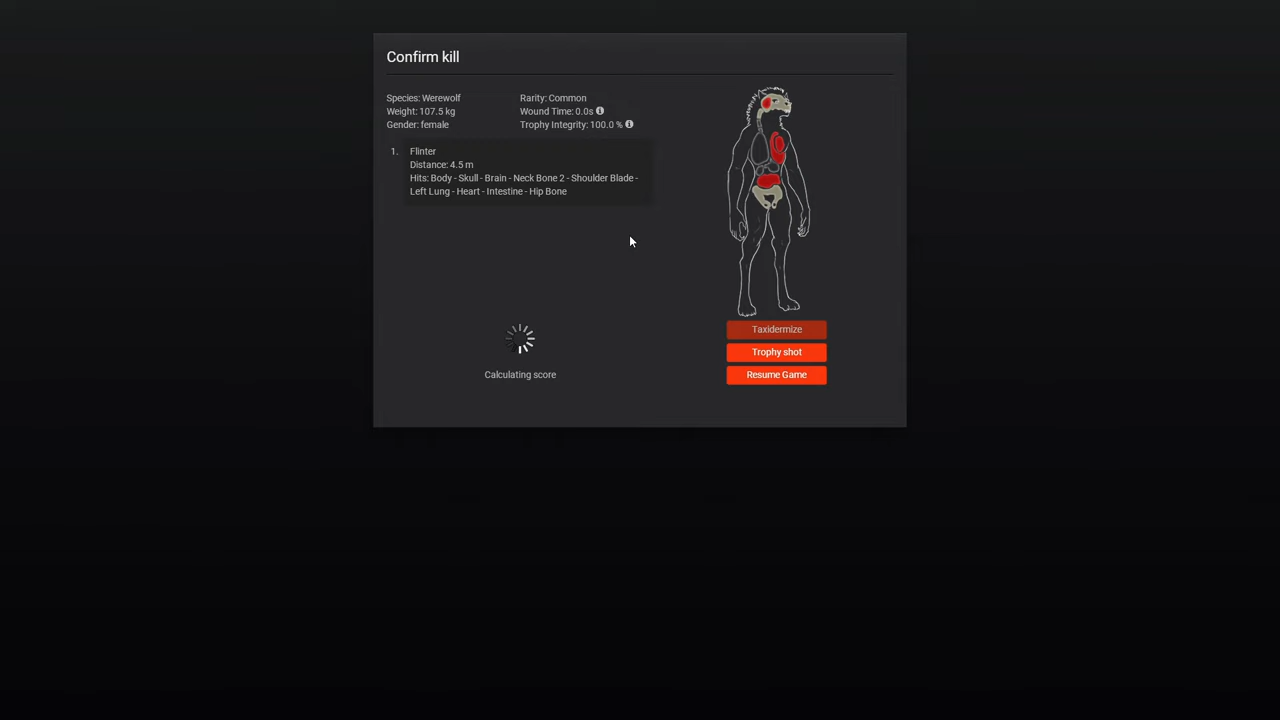 Confirm kill
Species: Werewolf
Weight: 107.5 kg
Gender: female
Rarity: Common
Wound Time: 0.0s
Trophy Integrity: 100.0 %
1. Flinter
Distance: 4.5 m
Hits: Body - Skull - Brain - Neck Bone 2 - Shoulder Blade -
Left Lung - Heart - Intestine - Hip Bone
Calculating score
Taxidermize
Trophy shot
Resume Game